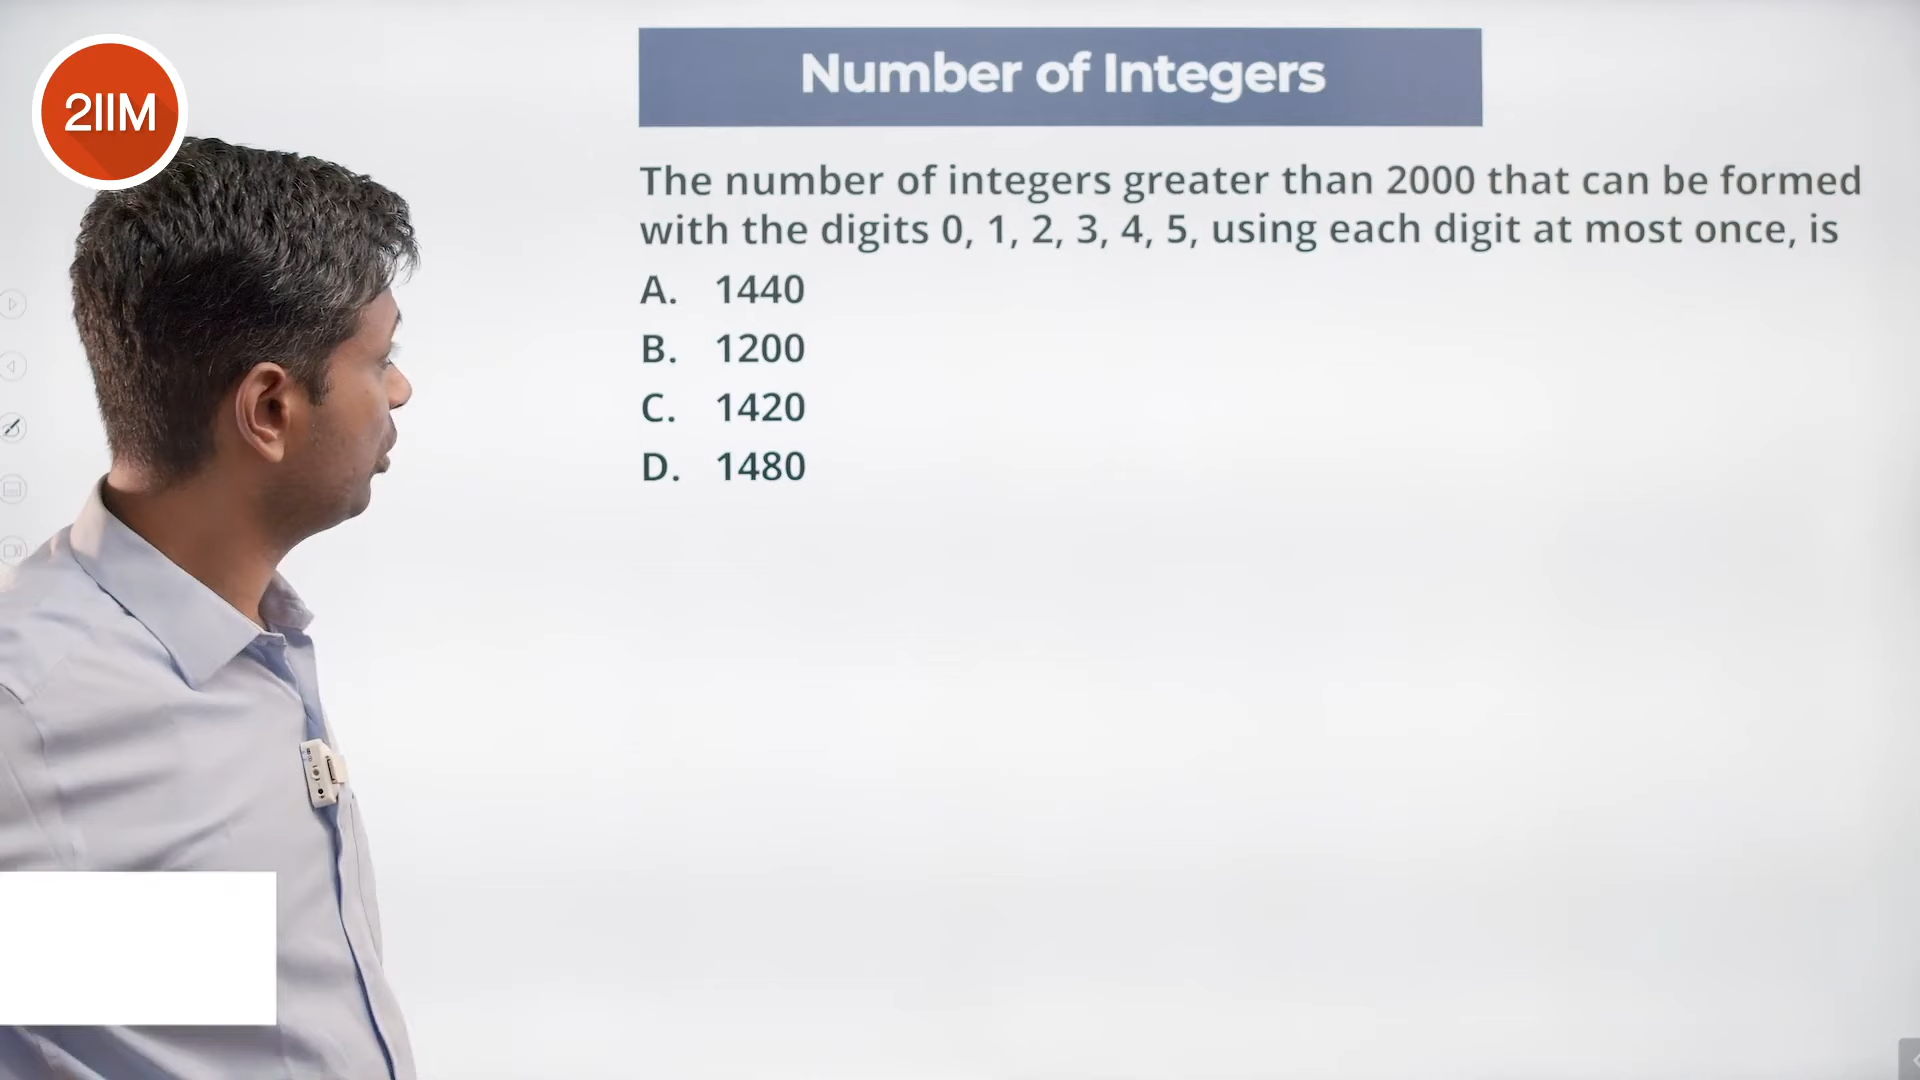 2IIM
Number of Integers
The number of integers greater than 2000 that can be formed
with the digits 0, 1, 2, 3, 4, 5, using each digit at most once, is
A. 1440
B. 1200
C. 1420
D. 1480